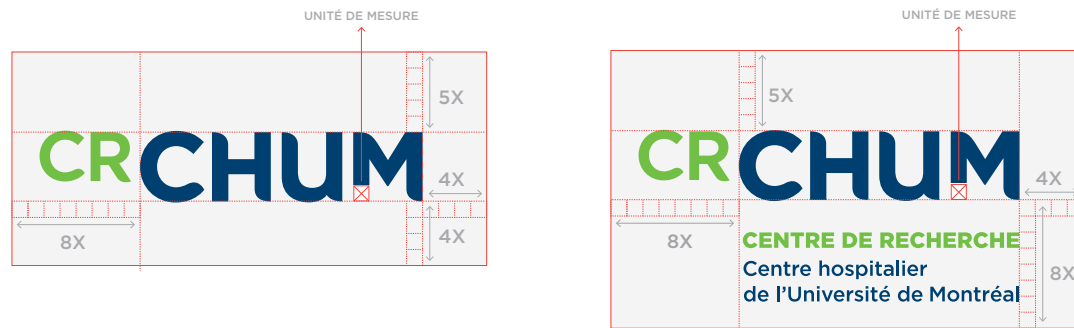 UNITÉ DE MESURE
5X
CRCHUM
4X
8X
4X
UNITÉ DE MESURE
5X
CRCHUM
4X
8X
CENTRE DE RECHERCHE
Centre hospitalier
de l'Université de Montréal
8X